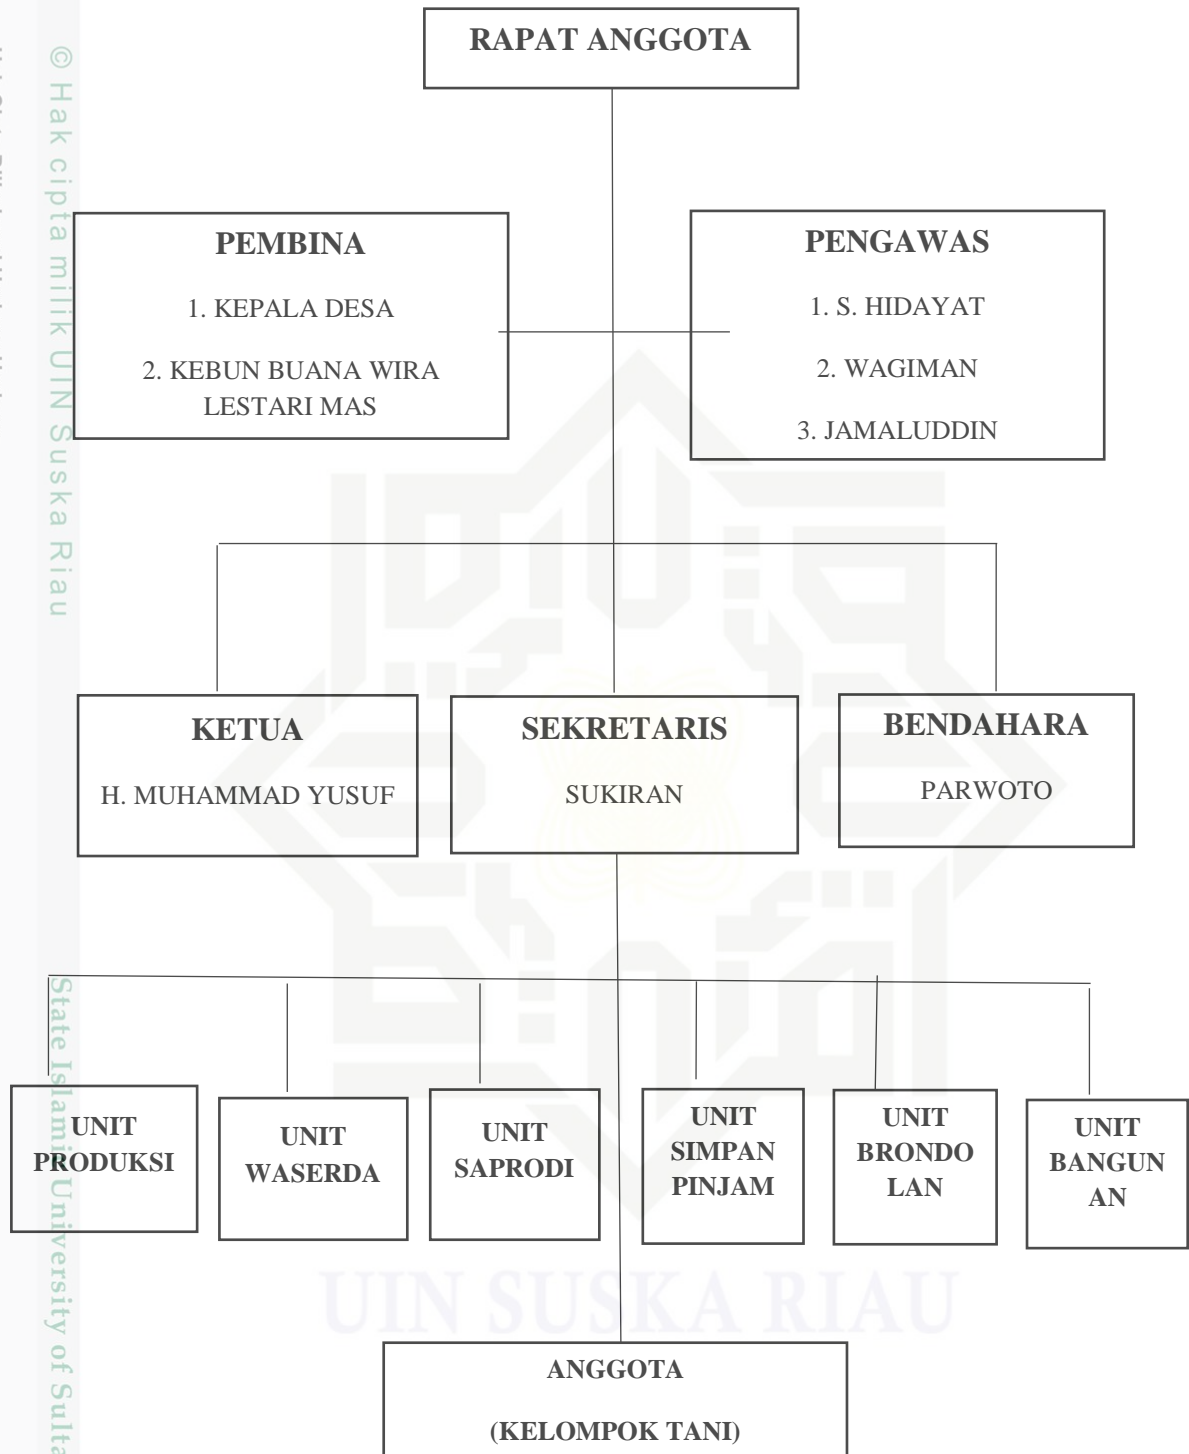 RAPAT ANGGOTA
PEMBINA
1. KEPALA DESA
2. KEBUN BUANA WIRA
LESTARI MAS
PENGAWAS
1. S. HIDAYAT
2. WAGIMAN
3. JAMALUDDIN
KETUA
H. MUHAMMAD YUSUF
SEKRETARIS
SUKIRAN
BENDAHARA
PARWOTO
UNIT
PRODUKSI
UNIT
WASERDA
UNIT
SAPRODI
UNIT
SIMPAN
PINJAM
UNIT
BRONDO
LAN
UNIT
BANGUN
AN
ANGGOTA
(KELOMPOK TANI)
© Hak cipta milik UIN Suska Riau
State Islamic University of Sulta
UIN SUSKA RIAU